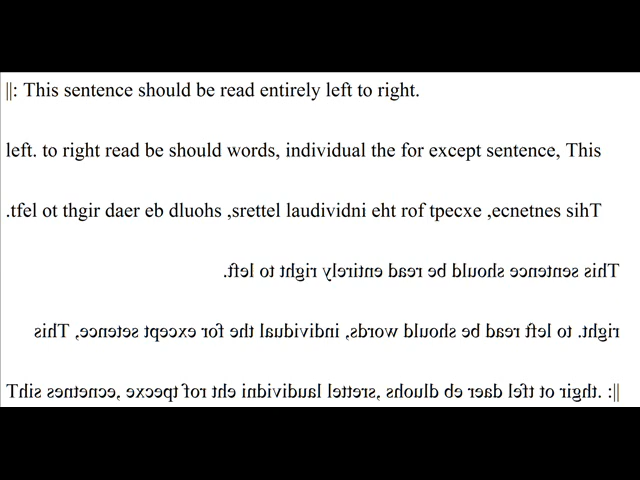 ||: This sentence should be read entirely left to right.
left. to right read be should words, individual the for except sentence, This
.tfel ot thgir daer eb dluohs ,srettel laudividni eht rof tpecxe ,ecnetnes sihT
This sentence should be read entirely right to left.
right. to left read be should words, individual the for except setence, This
||: .thgir ot tfel daer eb dluohs ,srettel laudividni eht rof tpecxe ,ecnetnes sihT